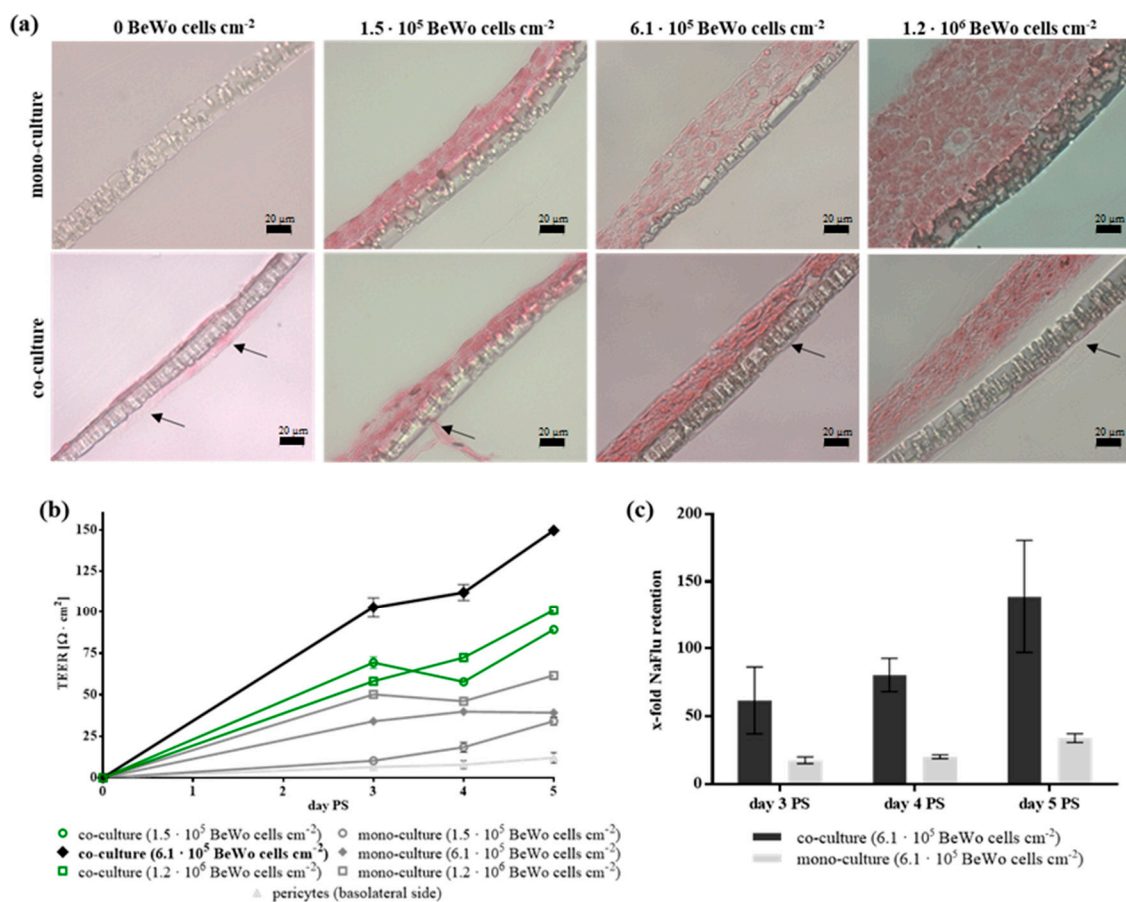 (a)
0 BeWo cells cm⁻²
1.5 · 10⁵ BeWo cells cm⁻²
6.1 · 10⁵ BeWo cells cm⁻²
1.2 · 10⁶ BeWo cells cm⁻²
mono-culture
20 µm
20 µm
20 µm
20 µm
co-culture
20 µm
20 µm
20 µm
20 µm
(b)
TEER [Ω · cm²]
150
125
100
75
50
25
0
0 1 2 3 4 5
day PS
co-culture (1.5 · 10⁵ BeWo cells cm⁻²)
co-culture (6.1 · 10⁵ BeWo cells cm⁻²)
co-culture (1.2 · 10⁶ BeWo cells cm⁻²)
mono-culture (1.5 · 10⁵ BeWo cells cm⁻²)
mono-culture (6.1 · 10⁵ BeWo cells cm⁻²)
mono-culture (1.2 · 10⁶ BeWo cells cm⁻²)
pericytes (basolateral side)
(c)
x-fold NaFlu retention
200
150
100
50
0
day 3 PS day 4 PS day 5 PS
co-culture (6.1 · 10⁵ BeWo cells cm⁻²)
mono-culture (6.1 · 10⁵ BeWo cells cm⁻²)